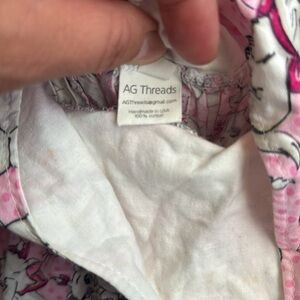 AG Threads
AGThreads@gmail.com
Handmade in USA
100% cotton